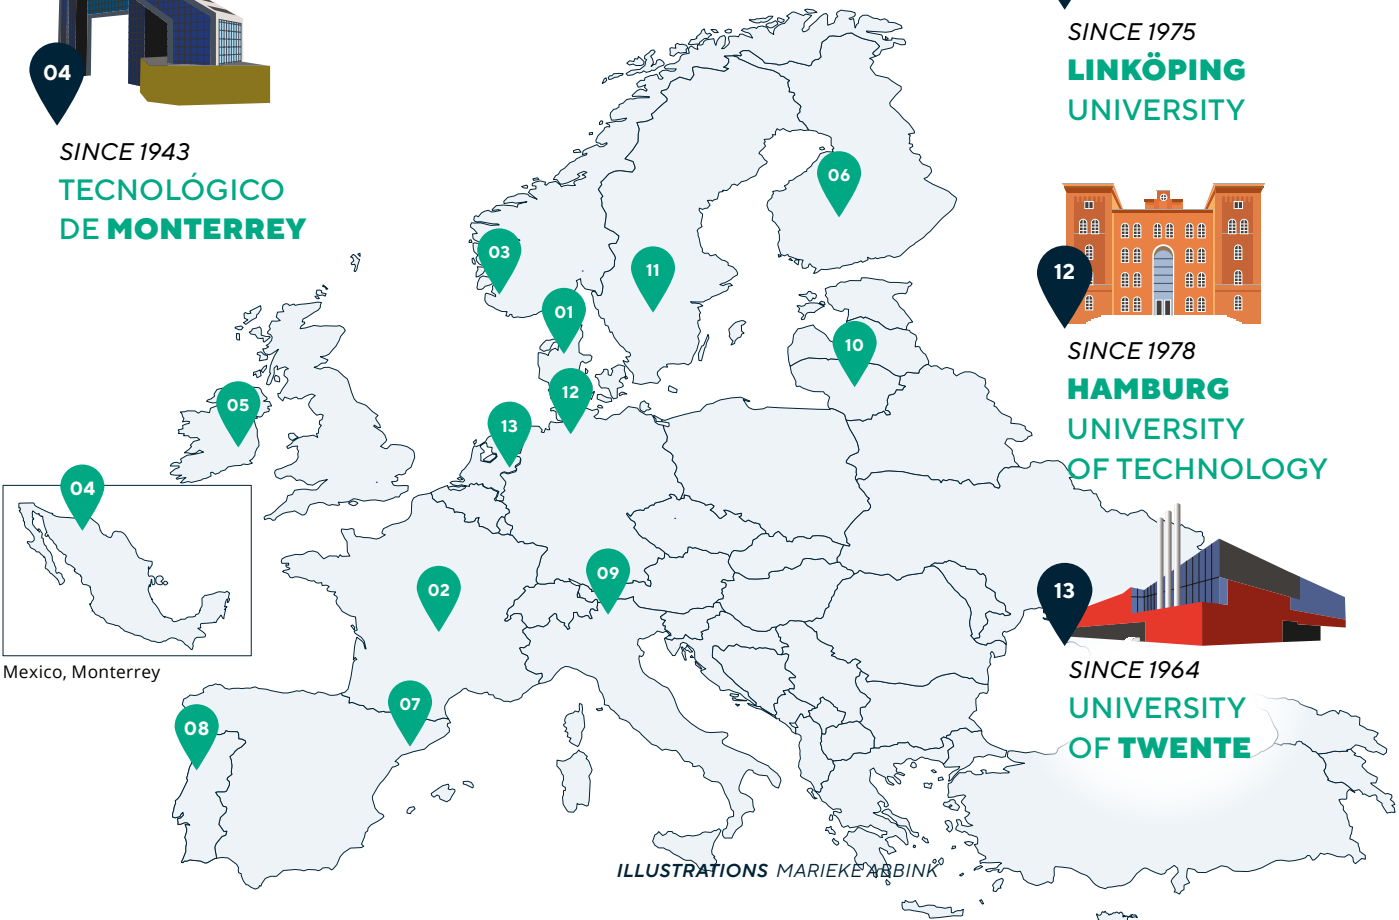 04
SINCE 1943
TECNOLÓGICO
DE MONTERREY
SINCE 1975
LINKÖPING
UNIVERSITY
12
SINCE 1978
HAMBURG
UNIVERSITY
OF TECHNOLOGY
13
SINCE 1964
UNIVERSITY
OF TWENTE
06
03
11
01
10
12
05
13
04
09
02
07
08
Mexico, Monterrey
ILLUSTRATIONS MARIEKE ABBINK